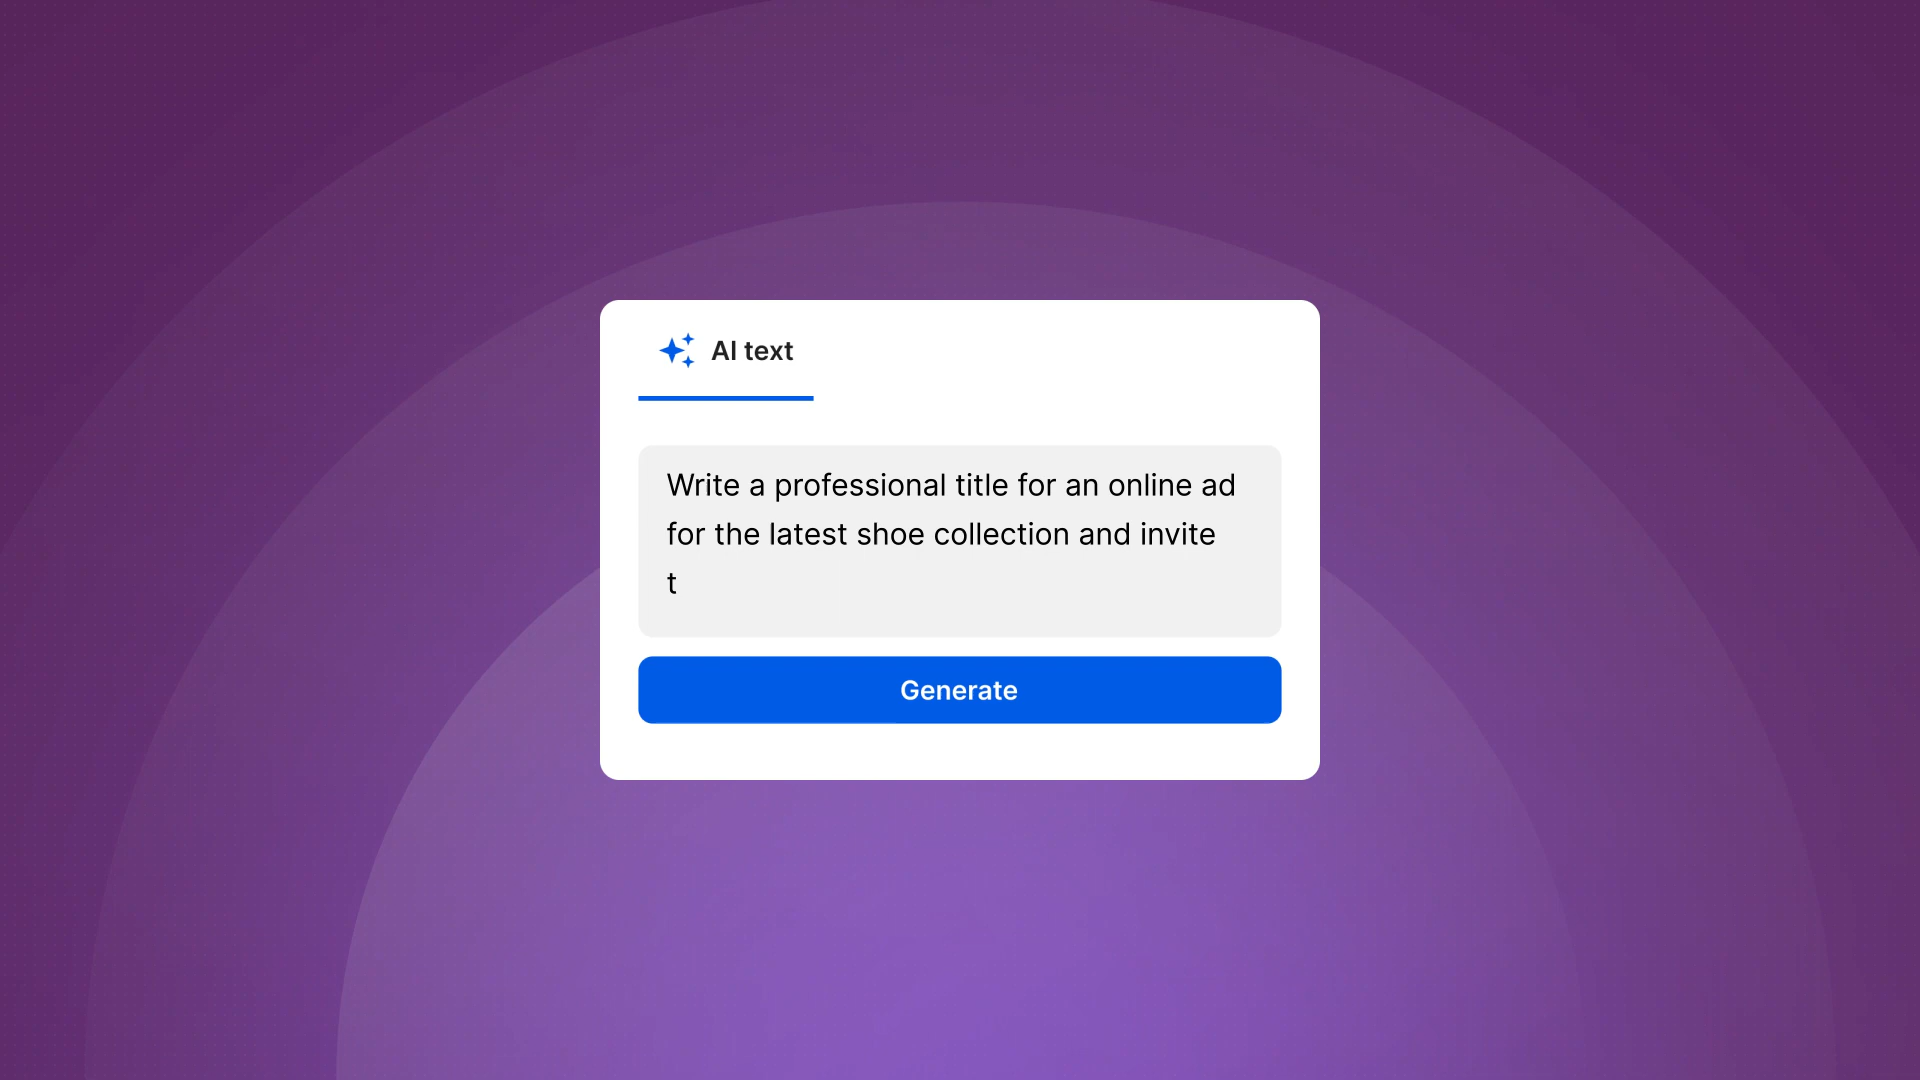 AI text
Write a professional title for an online ad
for the latest shoe collection and invite
t
Generate